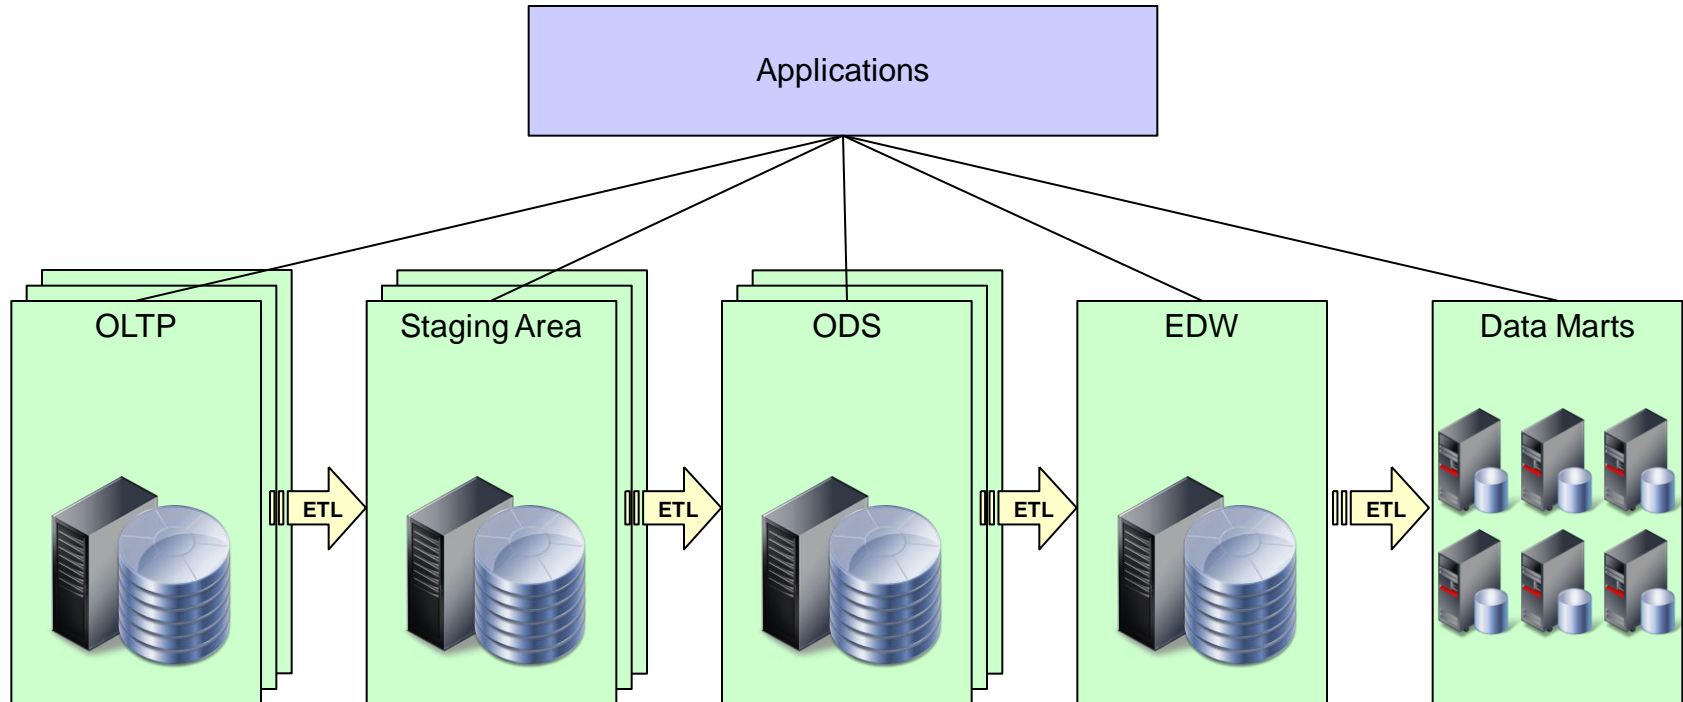 Applications
OLTP
Staging Area
ODS
EDW
Data Marts
ETL
ETL
ETL
ETL